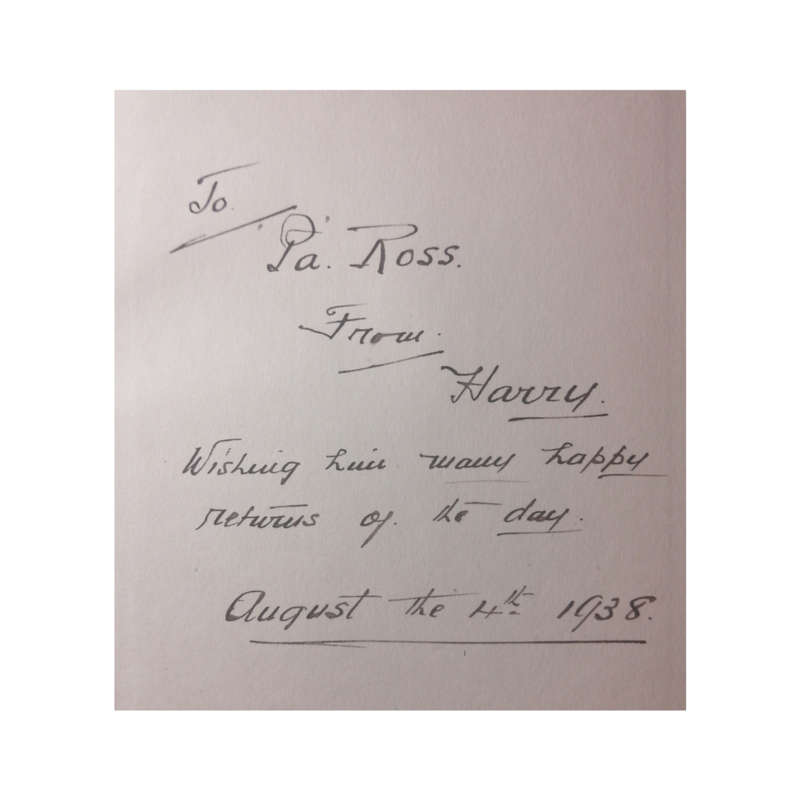 To
Pa. Ross.
From.
Harry.
Wishing him many happy
returns of. the day.
August the 4th 1938.